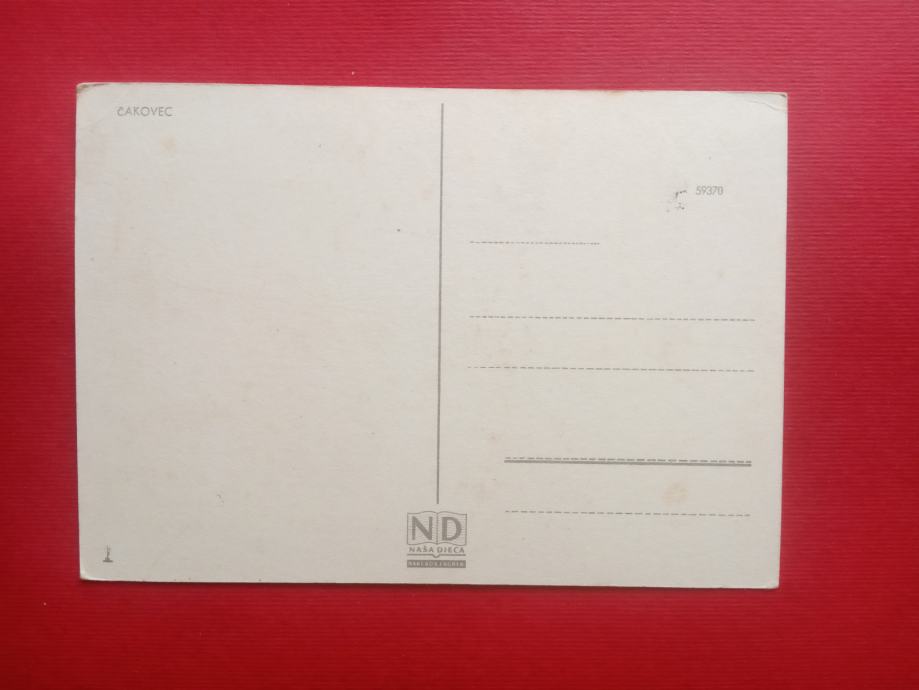 ČAKOVEC
59370
ND
NAŠA DJECA
NAKLADA ZAGREB